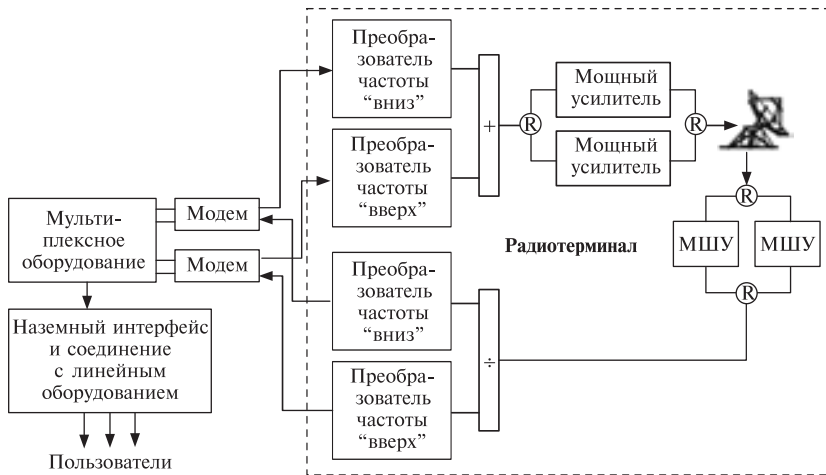 Преобра-
зователь
частоты
“вниз”
Преобра-
зователь
частоты
“вверх”
+
R
Мощный
усилитель
Мощный
усилитель
R
Мульти-
плексное
оборудование
Модем
Модем
Радиотерминал
R
МШУ
МШУ
R
Преобра-
зователь
частоты
“вниз”
Преобра-
зователь
частоты
“вверх”
÷
Наземный интерфейс
и соединение
с линейным
оборудованием
Пользователи